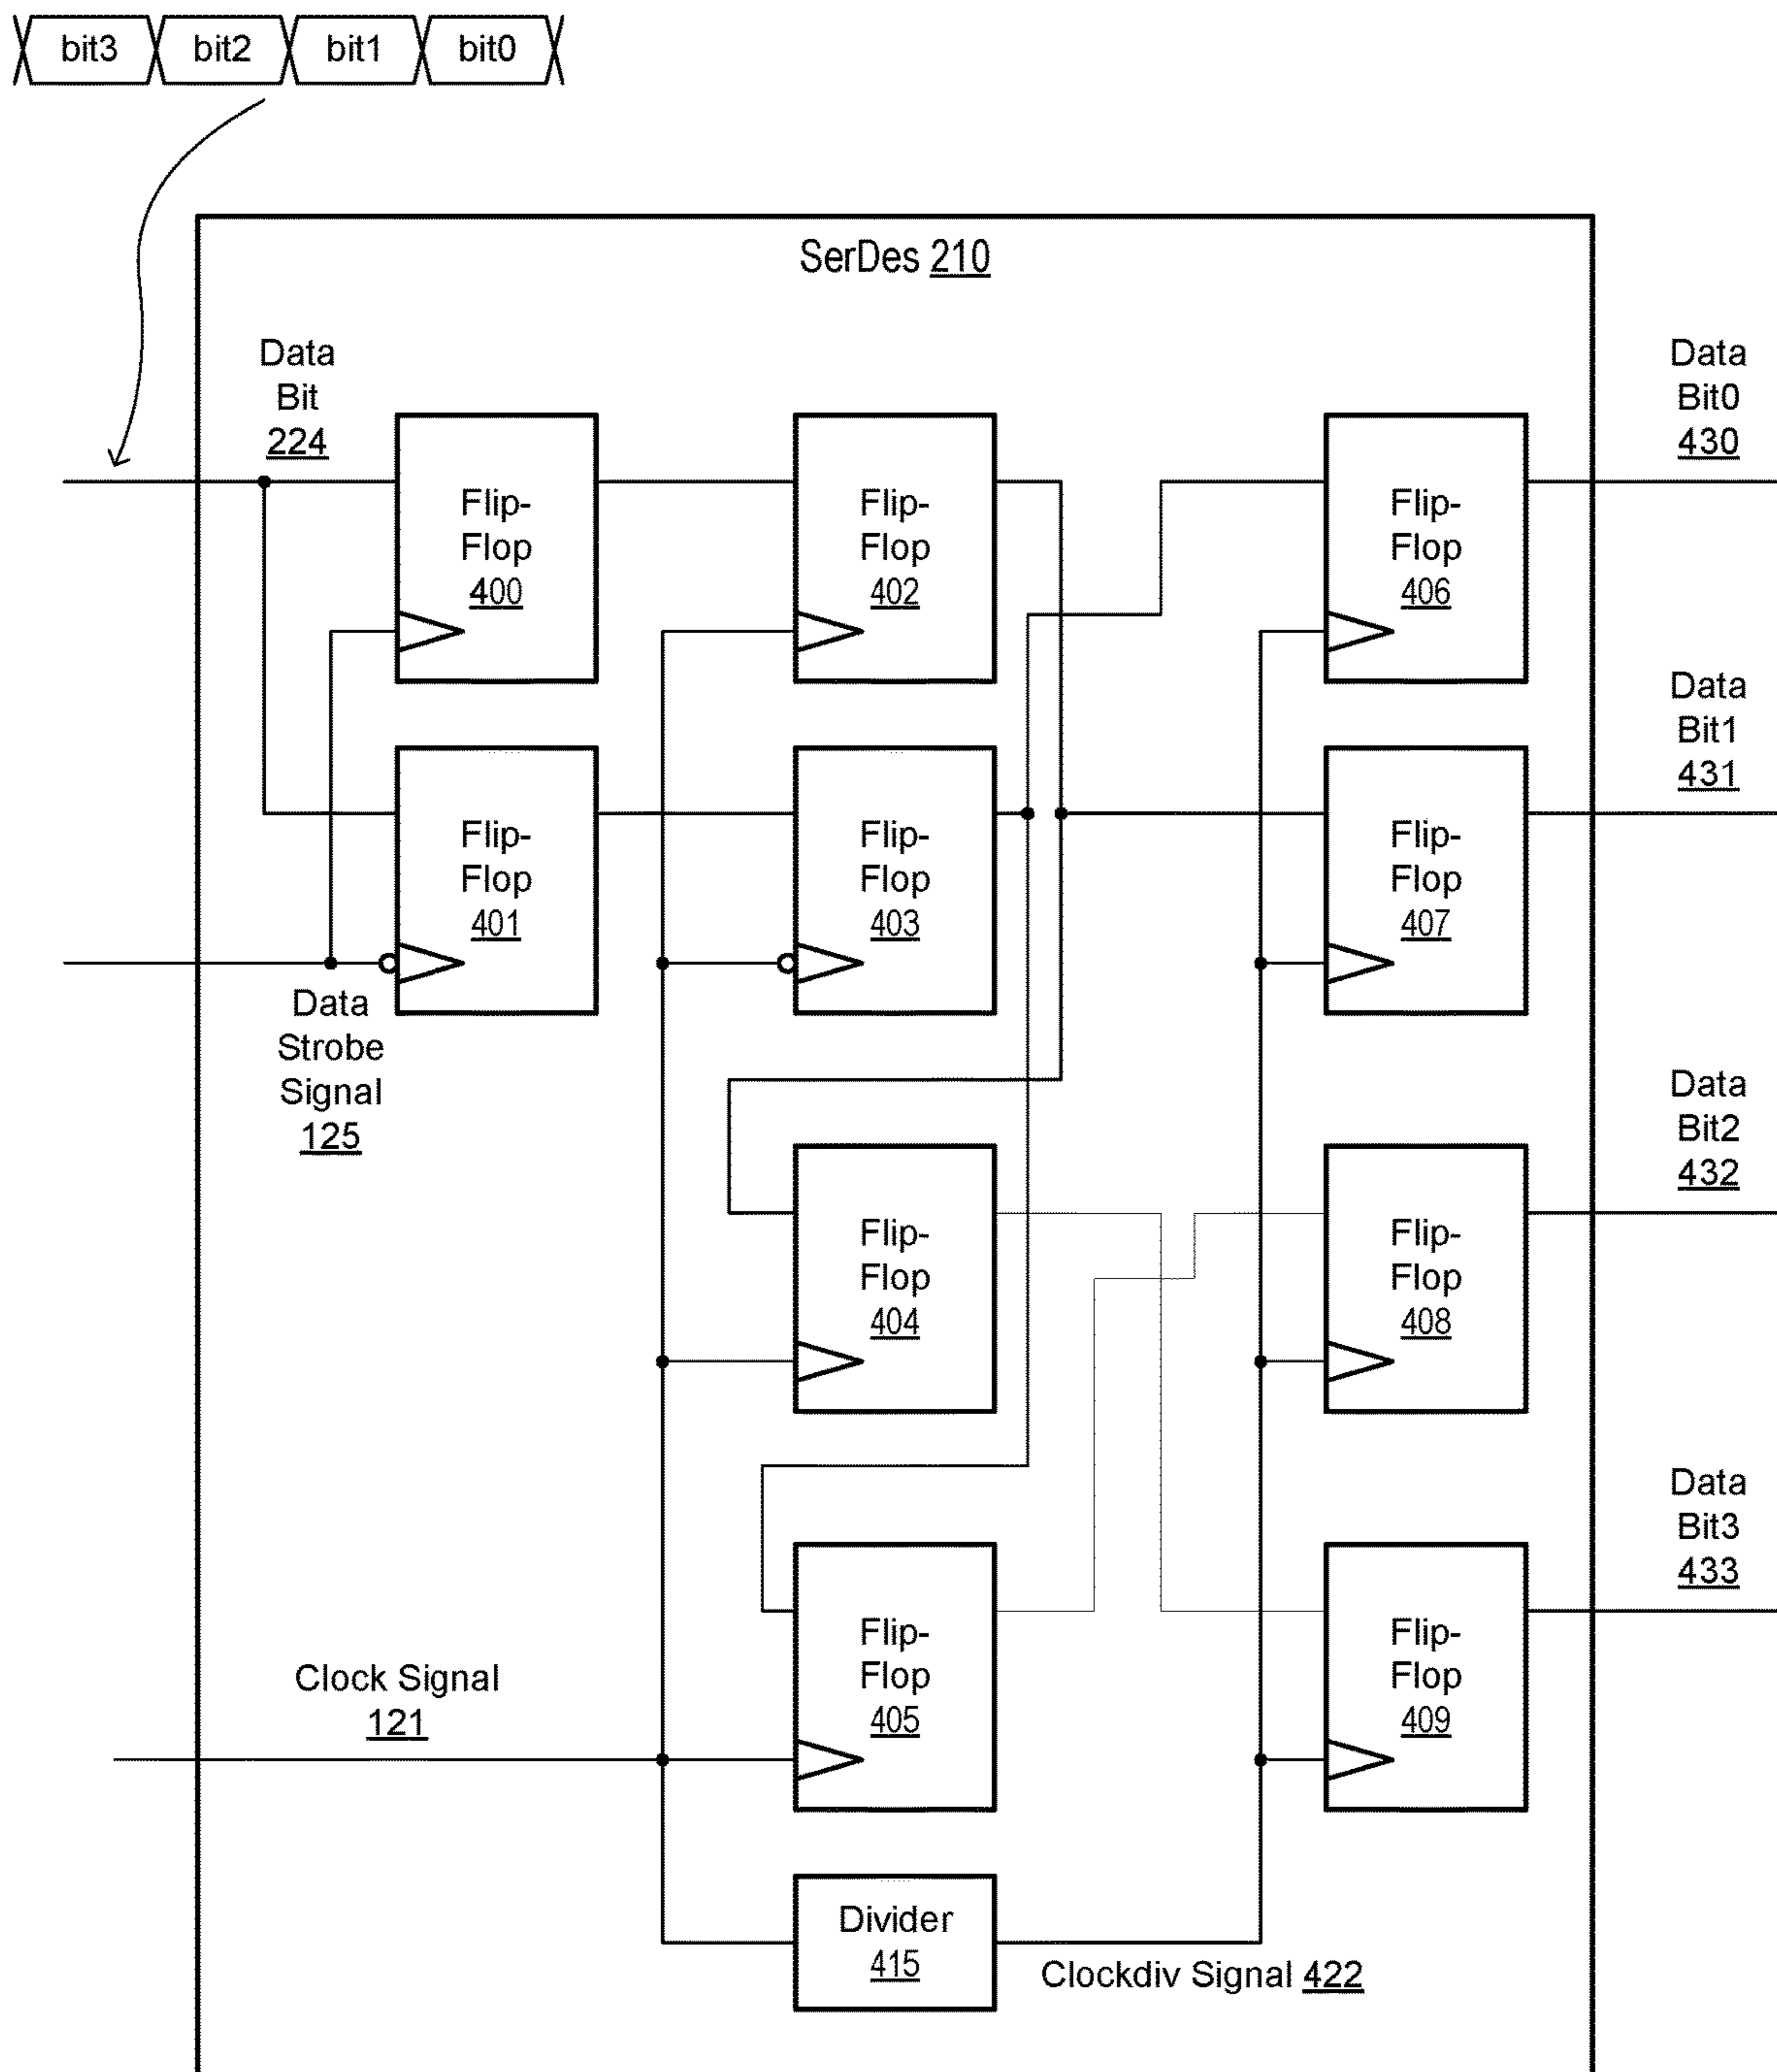 bit3 bit2 bit1 bit0
SerDes 210
Data
Bit
224
Flip-
Flop
400
Flip-
Flop
402
Flip-
Flop
406
Data
Bit0
430
Flip-
Flop
401
Flip-
Flop
403
Flip-
Flop
407
Data
Bit1
431
Data
Strobe
Signal
125
Flip-
Flop
404
Flip-
Flop
408
Data
Bit2
432
Clock Signal
121
Flip-
Flop
405
Flip-
Flop
409
Data
Bit3
433
Divider
415
Clockdiv Signal 422